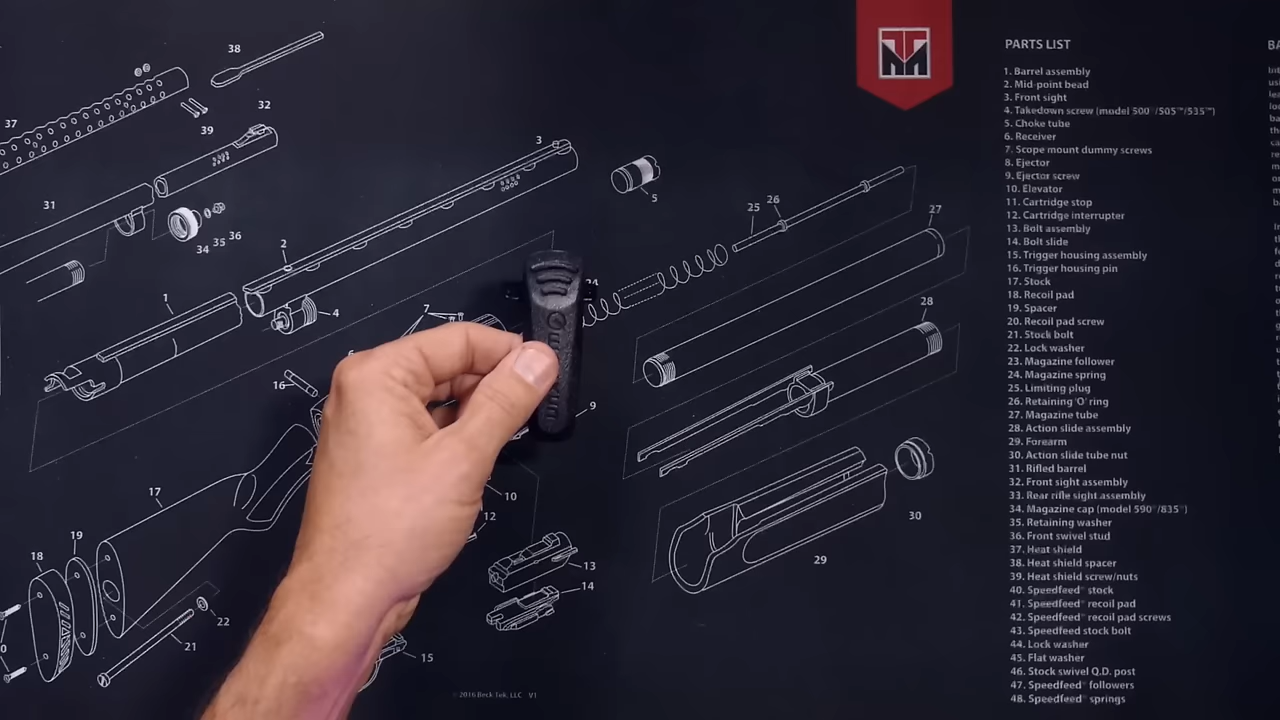 38
37
39
32
3
31
34 35 36
5
25
26
27
2
1
4
7
24
28
16
9
17
10
12
30
19
18
13
29
14
22
21
15
© 2016 Beck Tek, LLC V1
PARTS LIST
1. Barrel assembly
2. Mid-point bead
3. Front sight
4. Takedown screw (model 500™/505™/535™)
5. Choke tube
6. Receiver
7. Scope mount dummy screws
8. Ejector
9. Ejector screw
10. Elevator
11. Cartridge stop
12. Cartridge interrupter
13. Bolt assembly
14. Bolt slide
15. Trigger housing assembly
16. Trigger housing pin
17. Stock
18. Recoil pad
19. Spacer
20. Recoil pad screw
21. Stock bolt
22. Lock washer
23. Magazine follower
24. Magazine spring
25. Limiting plug
26. Retaining 'O' ring
27. Magazine tube
28. Action slide assembly
29. Forearm
30. Action slide tube nut
31. Rifled barrel
32. Front sight assembly
33. Rear rifle sight assembly
34. Magazine cap (model 590®/835®)
35. Retaining washer
36. Front swivel stud
37. Heat shield
38. Heat shield spacer
39. Heat shield screw/nuts
40. Speedfeed® stock
41. Speedfeed® recoil pad
42. Speedfeed® recoil pad screws
43. Speedfeed stock bolt
44. Lock washer
45. Flat washer
46. Stock swivel Q.D. post
47. Speedfeed® followers
48. Speedfeed® springs